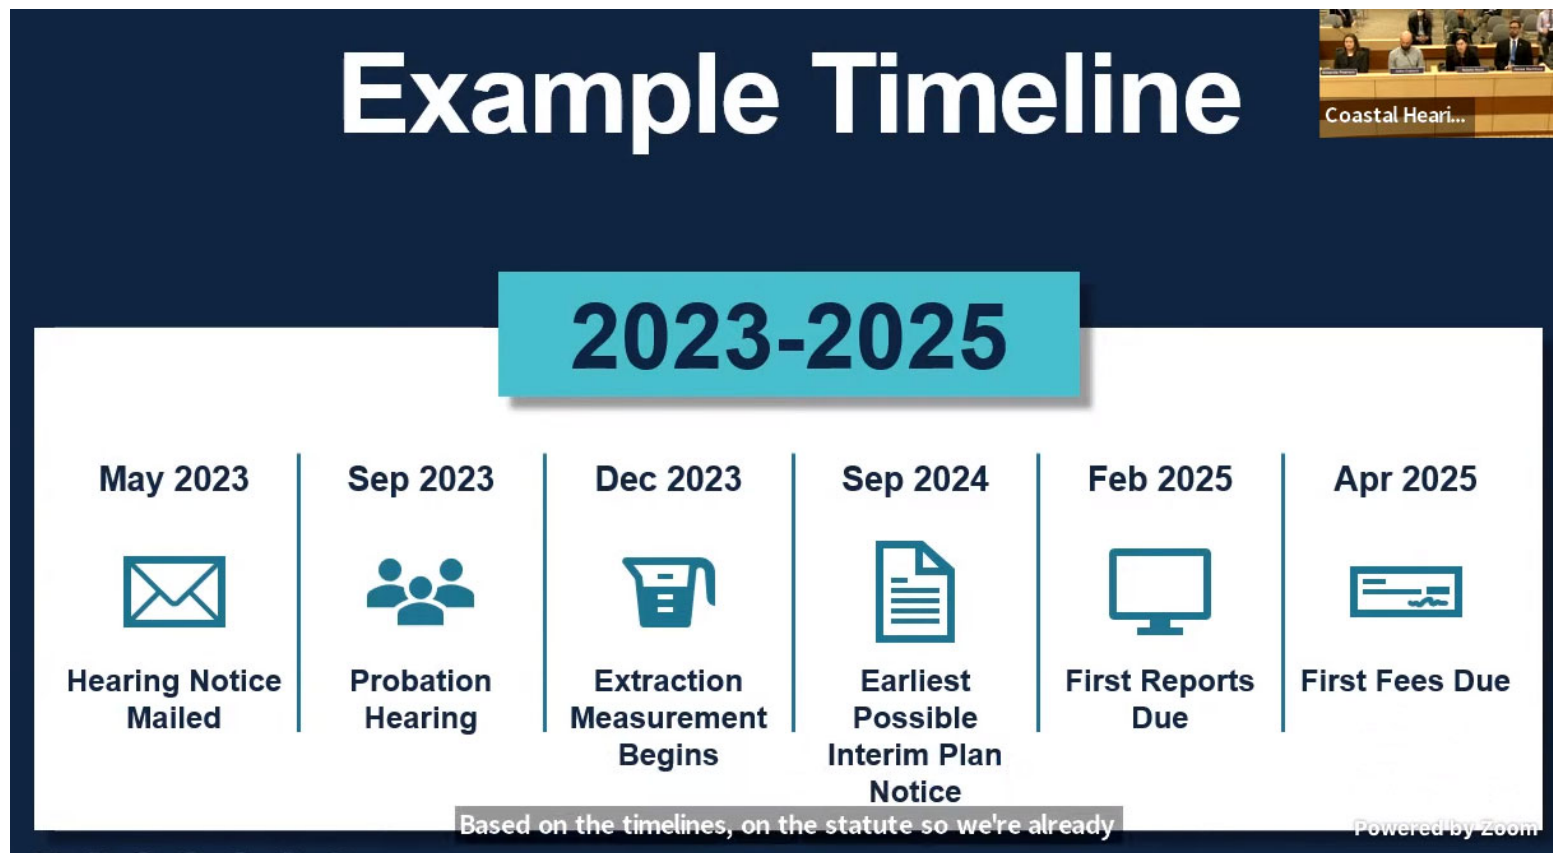 Example Timeline
Coastal Heari...
2023-2025
May 2023
Hearing Notice
Mailed
Sep 2023
Probation
Hearing
Dec 2023
Extraction
Measurement
Begins
Sep 2024
Earliest
Possible
Interim Plan
Notice
Feb 2025
First Reports
Due
Apr 2025
First Fees Due
Based on the timelines, on the statute so we're already
Powered by Zoom